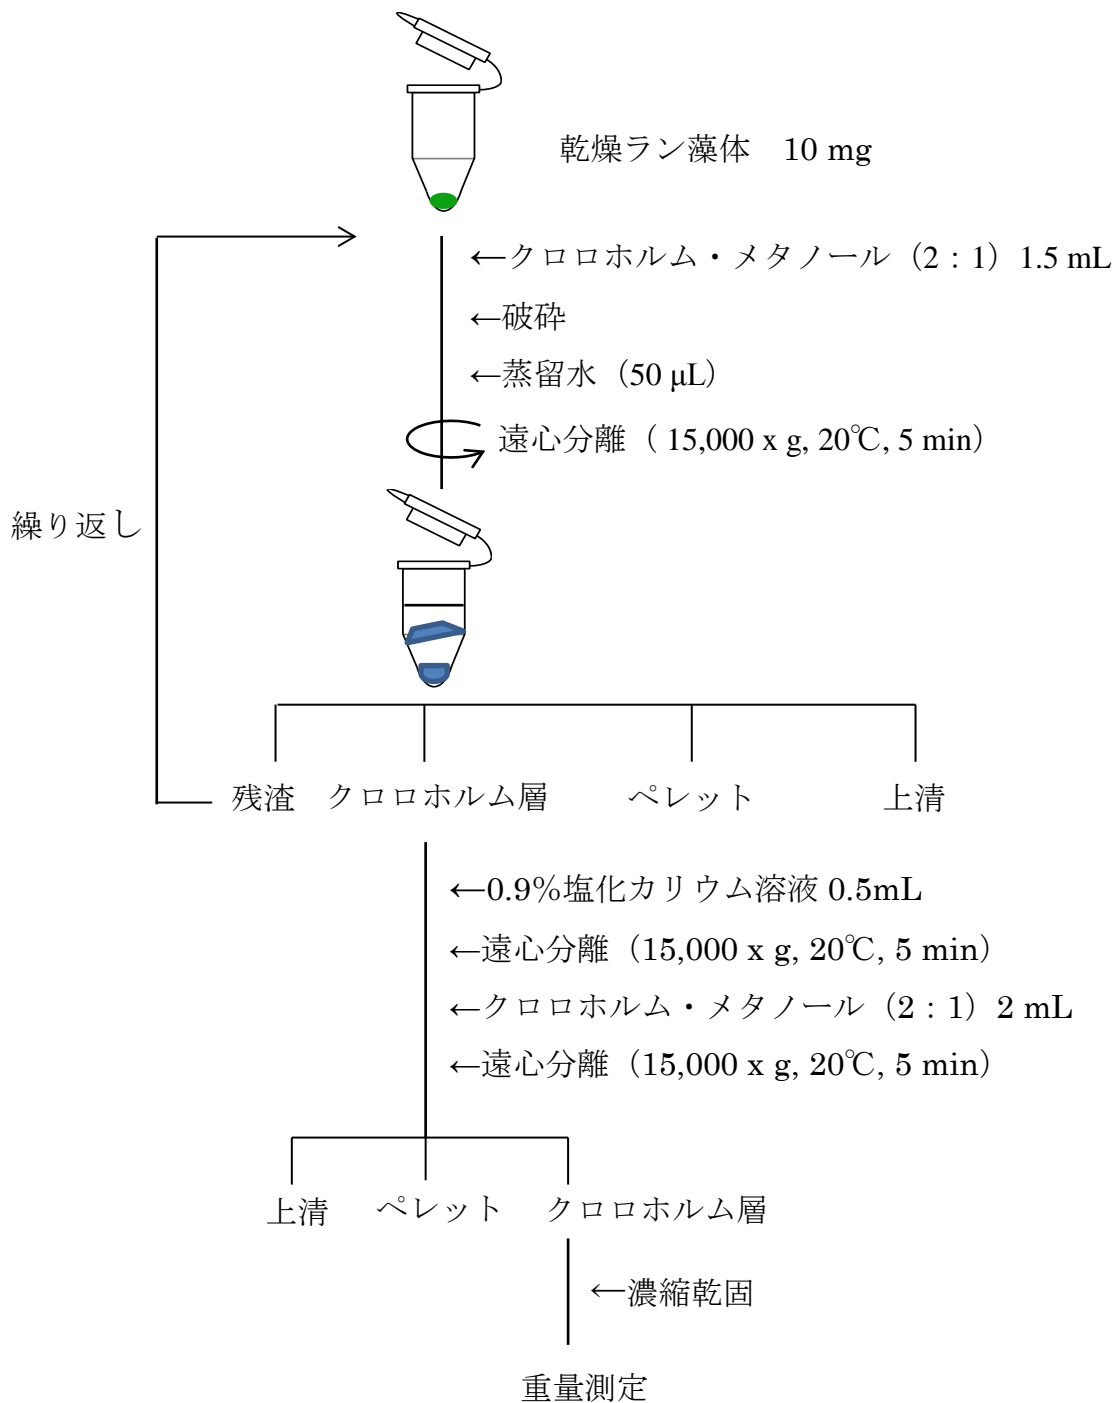 乾燥ラン藻体　10 mg
←クロロホルム・メタノール（2：1）1.5 mL
←破砕
←蒸留水（50 μL）
遠心分離（ 15,000 x g, 20℃, 5 min）
繰り返し
残渣
クロロホルム層
ペレット
上清
←0.9％塩化カリウム溶液 0.5mL
←遠心分離（15,000 x g, 20℃, 5 min）
←クロロホルム・メタノール（2：1）2 mL
←遠心分離（15,000 x g, 20℃, 5 min）
上清
ペレット
クロロホルム層
←濃縮乾固
重量測定